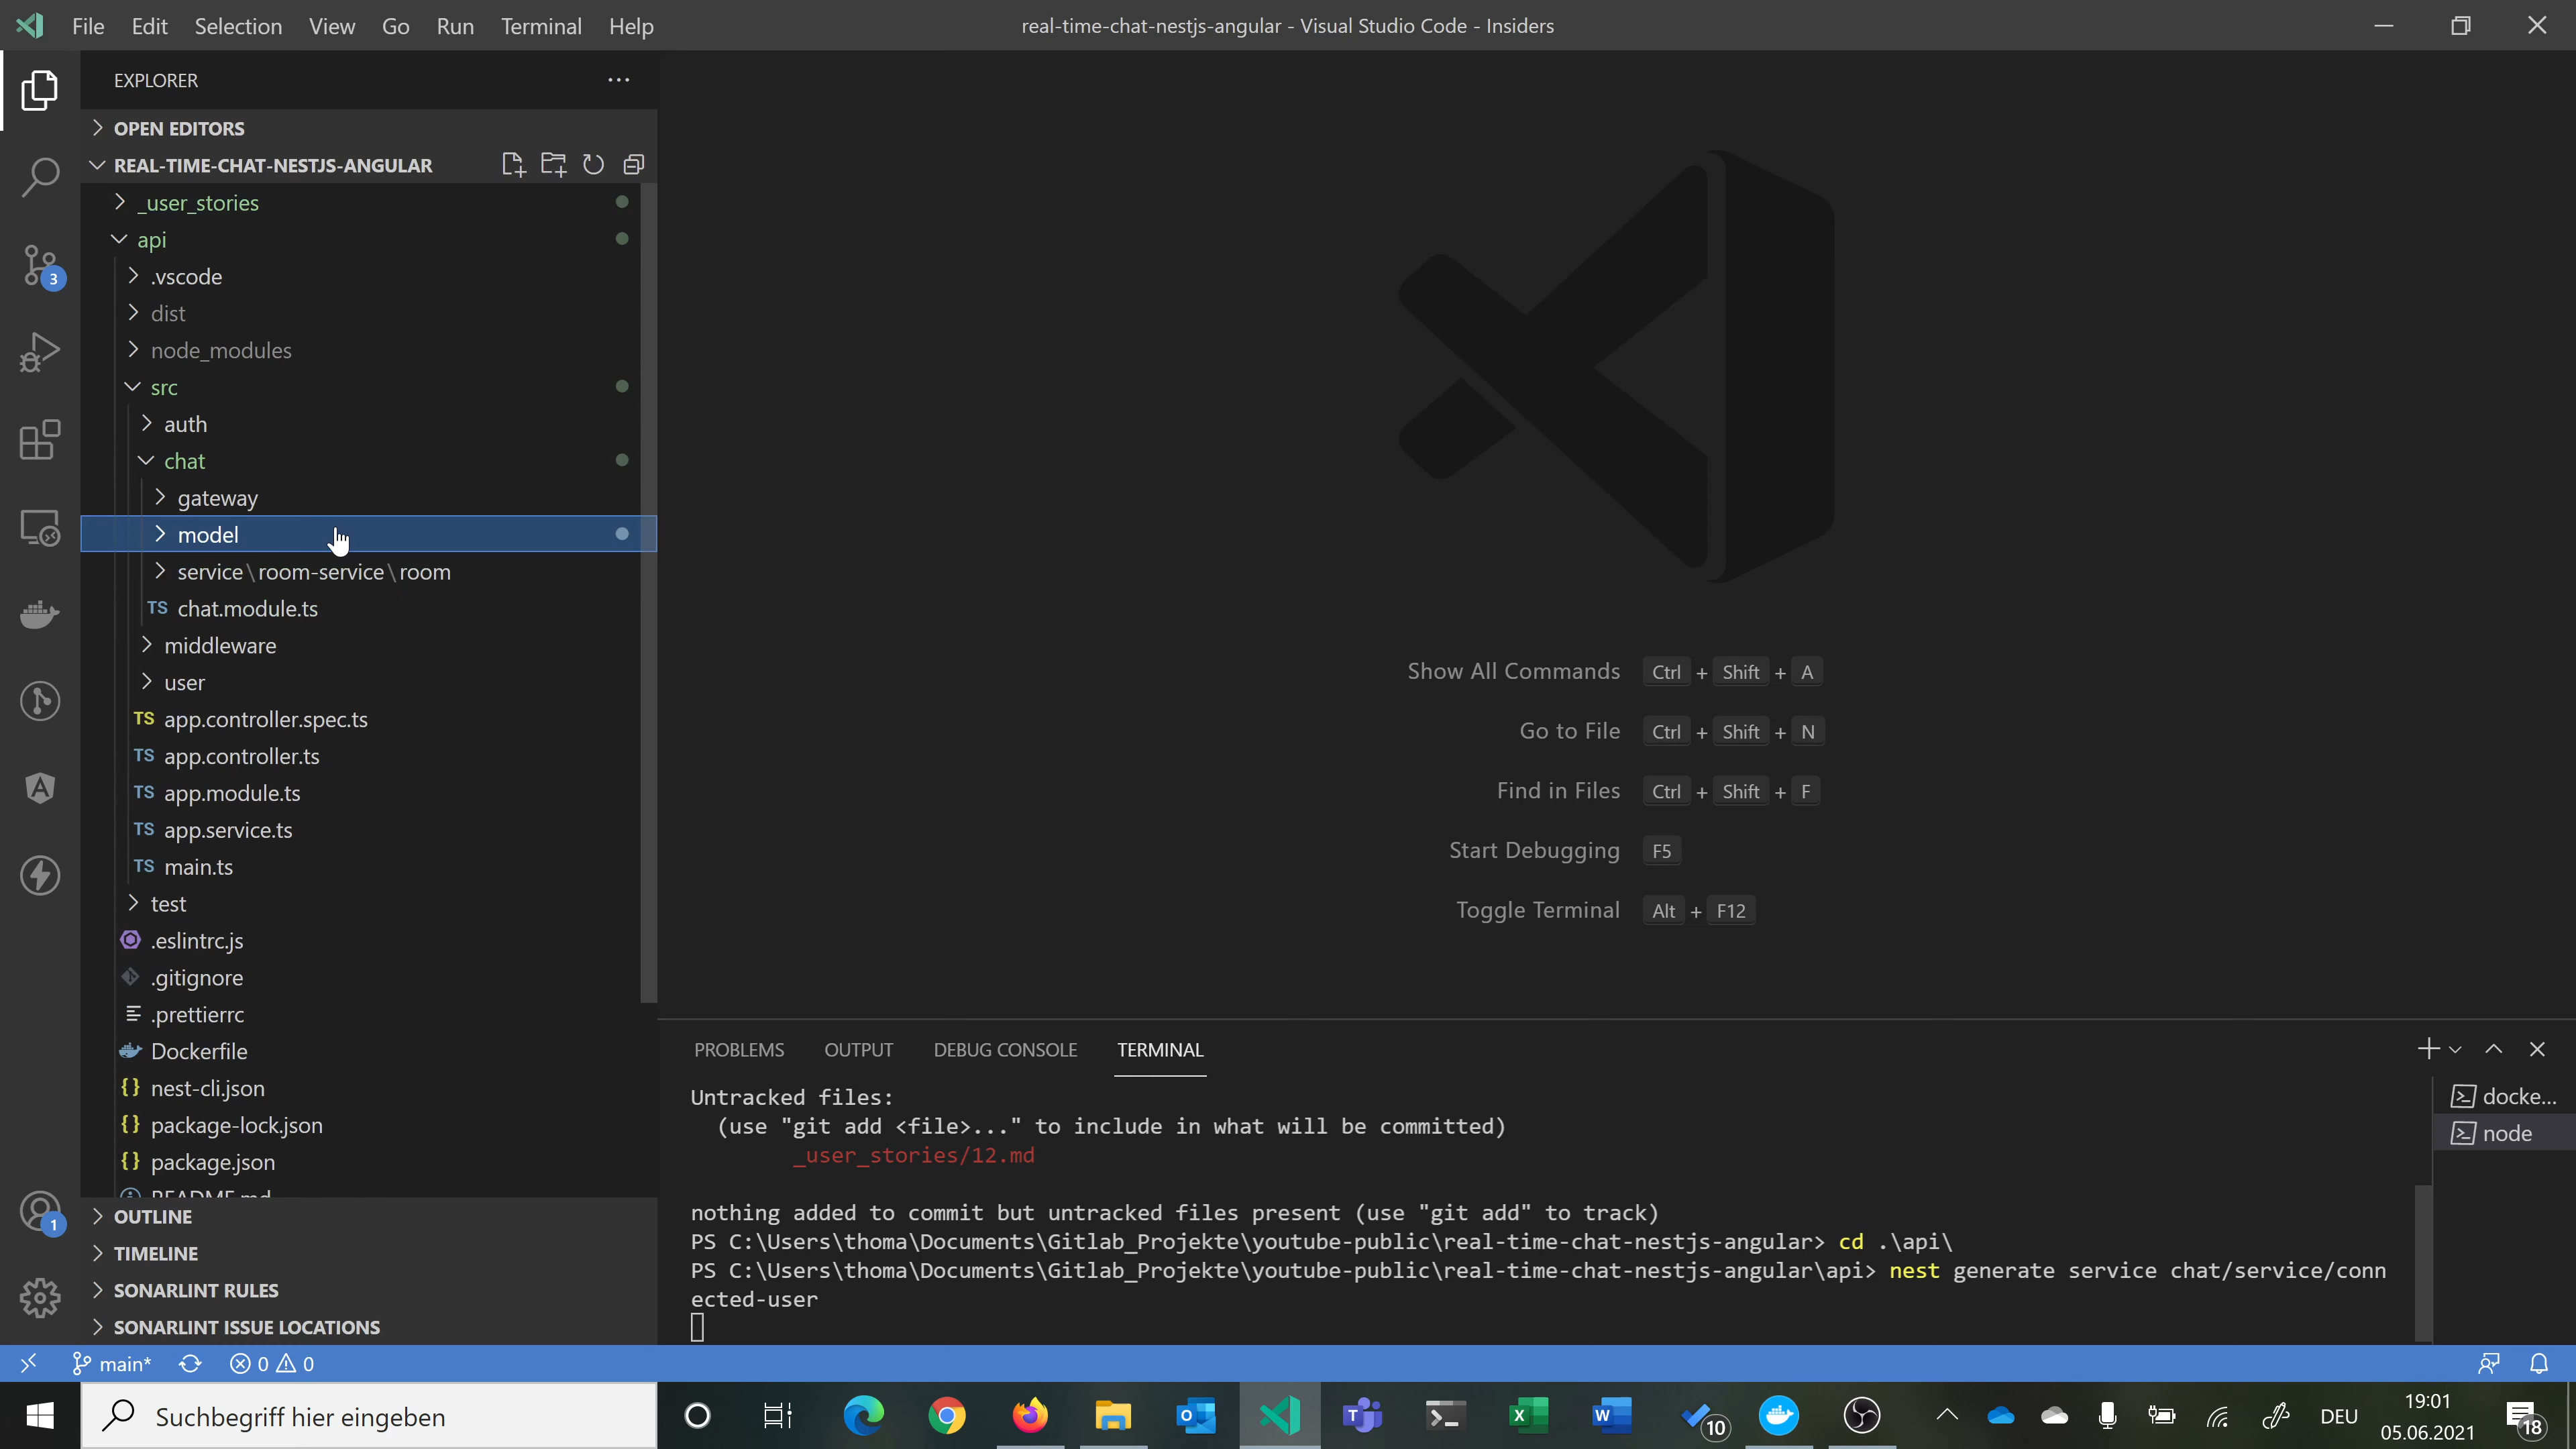 File Edit Selection View Go Run Terminal Help
real-time-chat-nestjs-angular - Visual Studio Code - Insiders
EXPLORER
OPEN EDITORS
REAL-TIME-CHAT-NESTJS-ANGULAR
_user_stories
api
.vscode
dist
node_modules
src
auth
chat
gateway
model
service\room-service\room
TS chat.module.ts
middleware
user
TS app.controller.spec.ts
TS app.controller.ts
TS app.module.ts
TS app.service.ts
TS main.ts
test
.eslintrc.js
.gitignore
.prettierrc
Dockerfile
{} nest-cli.json
{} package-lock.json
{} package.json
README.md
OUTLINE
TIMELINE
SONARLINT RULES
SONARLINT ISSUE LOCATIONS
3
1
Show All Commands Ctrl + Shift + A
Go to File Ctrl + Shift + N
Find in Files Ctrl + Shift + F
Start Debugging F5
Toggle Terminal Alt + F12
PROBLEMS OUTPUT DEBUG CONSOLE TERMINAL
Untracked files:
(use "git add <file>..." to include in what will be committed)
_user_stories/12.md
nothing added to commit but untracked files present (use "git add" to track)
PS C:\Users\thoma\Documents\Gitlab_Projekte\youtube-public\real-time-chat-nestjs-angular> cd .\api\
PS C:\Users\thoma\Documents\Gitlab_Projekte\youtube-public\real-time-chat-nestjs-angular\api> nest generate service chat/service/conn
ected-user
docke...
node
main* 0 0
Suchbegriff hier eingeben
10
DEU
19:01
05.06.2021
18